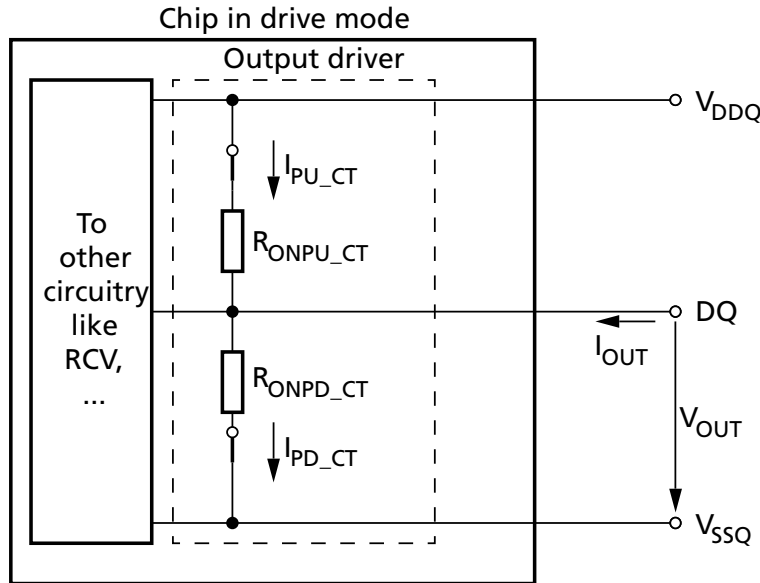 Chip in drive mode
Output driver
V_DDQ
I_PU_CT
To
other
circuitry
like
RCV,
...
R_ONPU_CT
DQ
I_OUT
R_ONPD_CT
V_OUT
I_PD_CT
V_SSQ